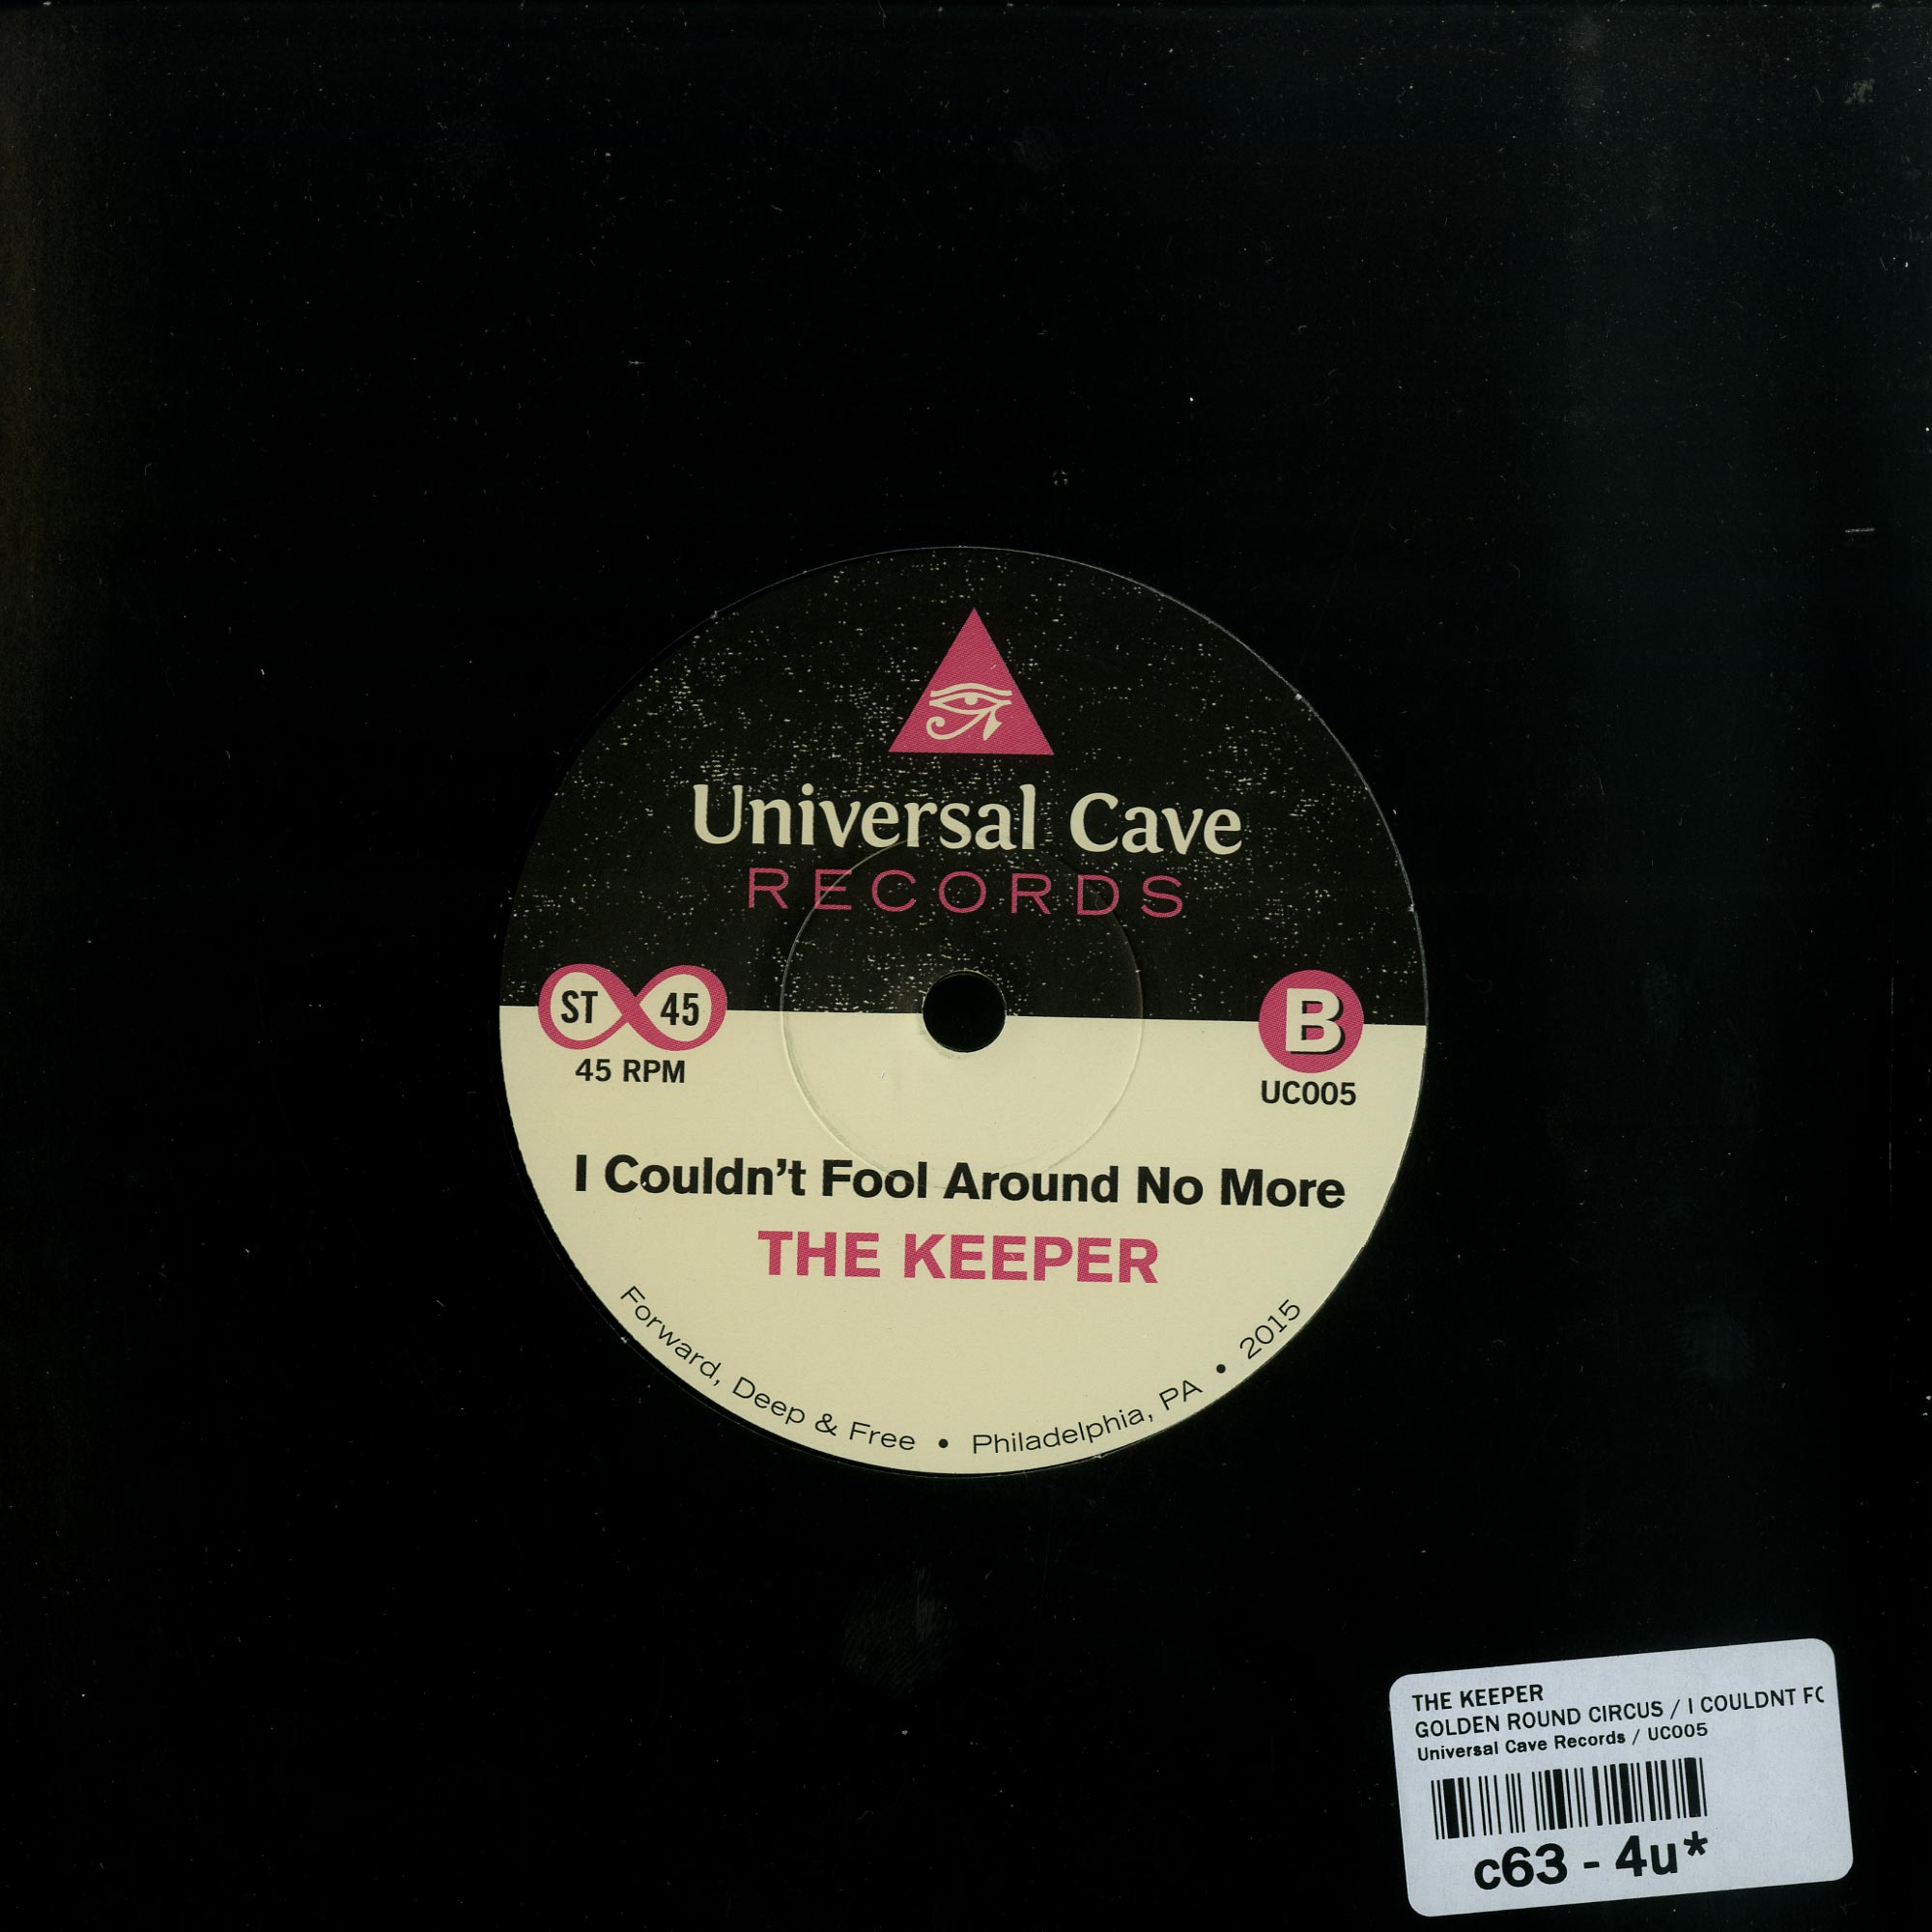 Universal Cave
RECORDS
ST 45
45 RPM
B
UC005
I Couldn't Fool Around No More
THE KEEPER
Forward, Deep & Free • Philadelphia, PA • 2015
THE KEEPER
GOLDEN ROUND CIRCUS / I COULDNT FO
Universal Cave Records / UC005
c63 - 4u*